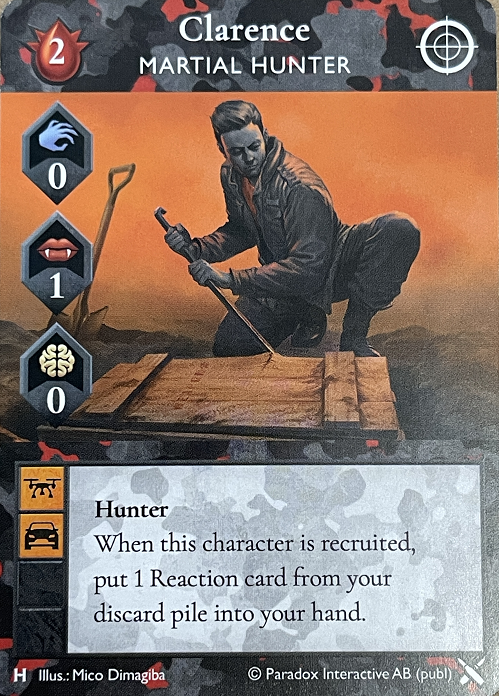 Clarence
2
MARTIAL HUNTER
0
1
0
Hunter
When this character is recruited,
put 1 Reaction card from your
discard pile into your hand.
H Illus.: Mico Dimagiba © Paradox Interactive AB (publ)